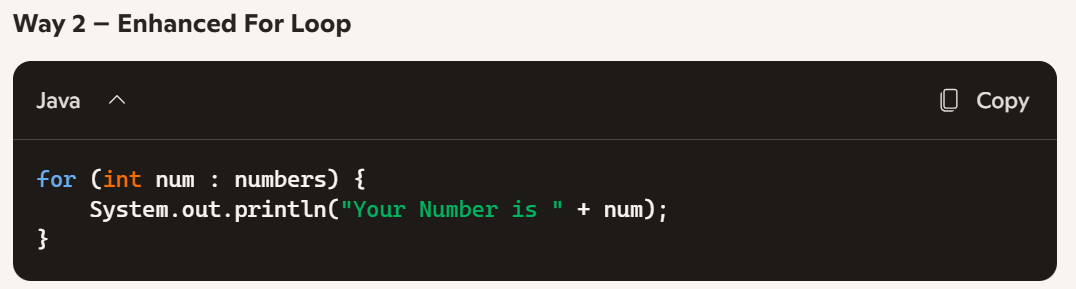 Way 2 – Enhanced For Loop
Java Copy
for (int num : numbers) {
    System.out.println("Your Number is " + num);
}